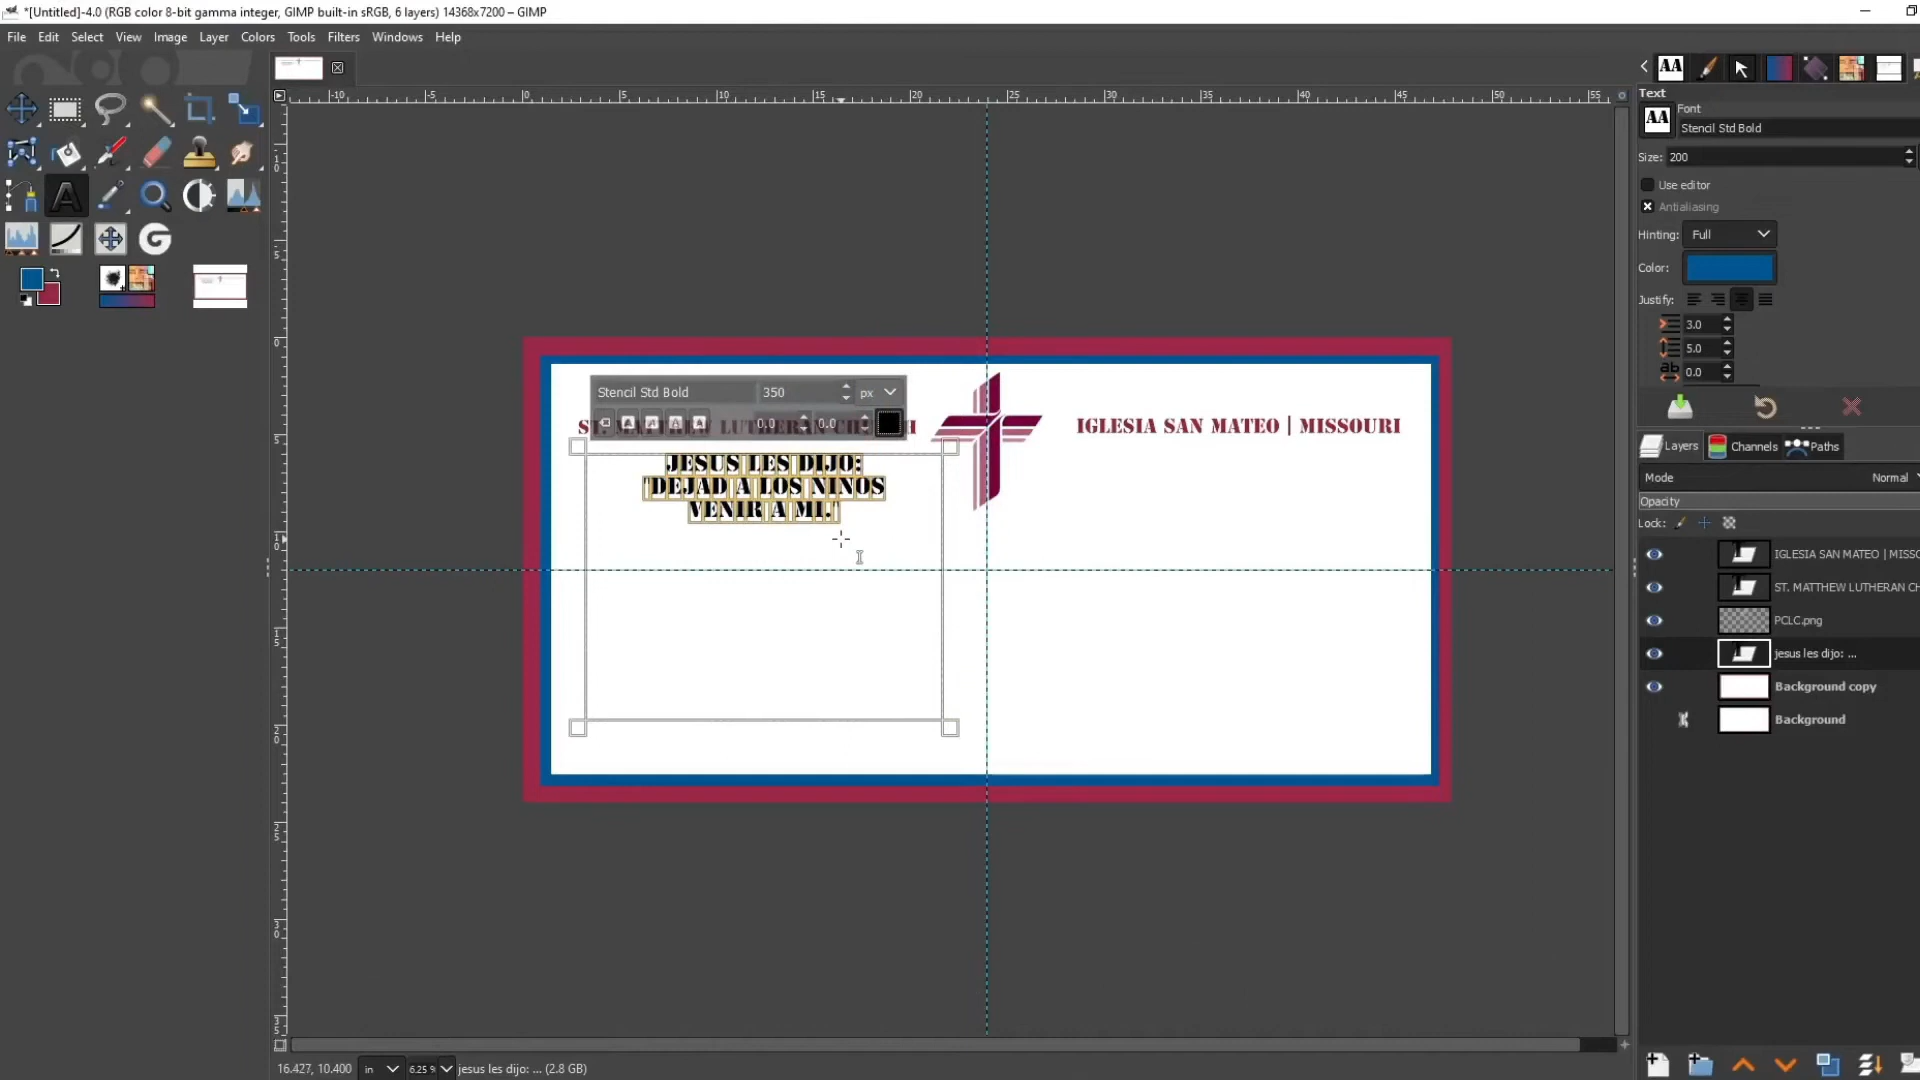 *[Untitled]-4.0 (RGB color 8-bit gamma integer, GIMP built-in sRGB, 6 layers) 14368x7200 – GIMP
File Edit Select View Image Layer Colors Tools Filters Windows Help
Text
Font
Stencil Std Bold
Size: 200
Use editor
Antialiasing
Hinting: Full
Color:
Justify:
3.0
5.0
0.0
Stencil Std Bold 350 px
0.0 0.0
ST. MATTHEW LUTHERAN
IGLESIA SAN MATEO | MISSOURI
JESUS LES DIJO:
"DEJAD A LOS NINOS
VENIR A MI."
Layers Channels Paths
Mode Normal
Opacity
Lock:
IGLESIA SAN MATEO | MISSO
ST. MATTHEW LUTHERAN CH
PCLC.png
jesus les dijo: ...
Background copy
Background
16.427, 10.400 in 6.25 % jesus les dijo: ... (2.8 GB)